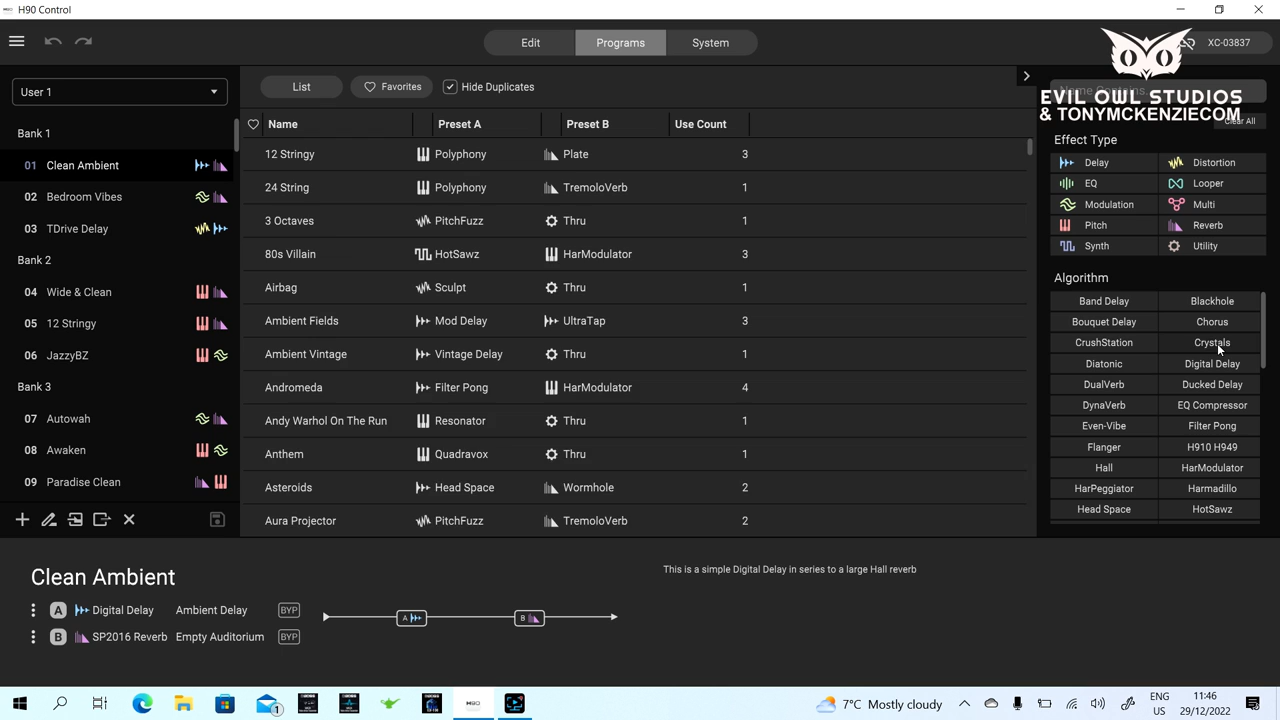 H90 Control
Edit
Programs
System
XC-03837
EVIL OWL STUDIOS
& TONYMCKENZIECOM
User 1
List
Favorites
Hide Duplicates
Name Contains...
Clear All
Bank 1
01 Clean Ambient
02 Bedroom Vibes
03 TDrive Delay
Bank 2
04 Wide & Clean
05 12 Stringy
06 JazzyBZ
Bank 3
07 Autowah
08 Awaken
09 Paradise Clean
Name Preset A Preset B Use Count
12 Stringy Polyphony Plate 3
24 String Polyphony TremoloVerb 1
3 Octaves PitchFuzz Thru 1
80s Villain HotSawz HarModulator 3
Airbag Sculpt Thru 1
Ambient Fields Mod Delay UltraTap 3
Ambient Vintage Vintage Delay Thru 1
Andromeda Filter Pong HarModulator 4
Andy Warhol On The Run Resonator Thru 1
Anthem Quadravox Thru 1
Asteroids Head Space Wormhole 2
Aura Projector PitchFuzz TremoloVerb 2
Effect Type
Delay Distortion
EQ Looper
Modulation Multi
Pitch Reverb
Synth Utility
Algorithm
Band Delay Blackhole
Bouquet Delay Chorus
CrushStation Crystals
Diatonic Digital Delay
DualVerb Ducked Delay
DynaVerb EQ Compressor
Even-Vibe Filter Pong
Flanger H910 H949
Hall HarModulator
HarPeggiator Harmadillo
Head Space HotSawz
Clean Ambient
A Digital Delay Ambient Delay BYP
B SP2016 Reverb Empty Auditorium BYP
A
B
This is a simple Digital Delay in series to a large Hall reverb
H90
1
7°C Mostly cloudy
ENG
US
11:46
29/12/2022